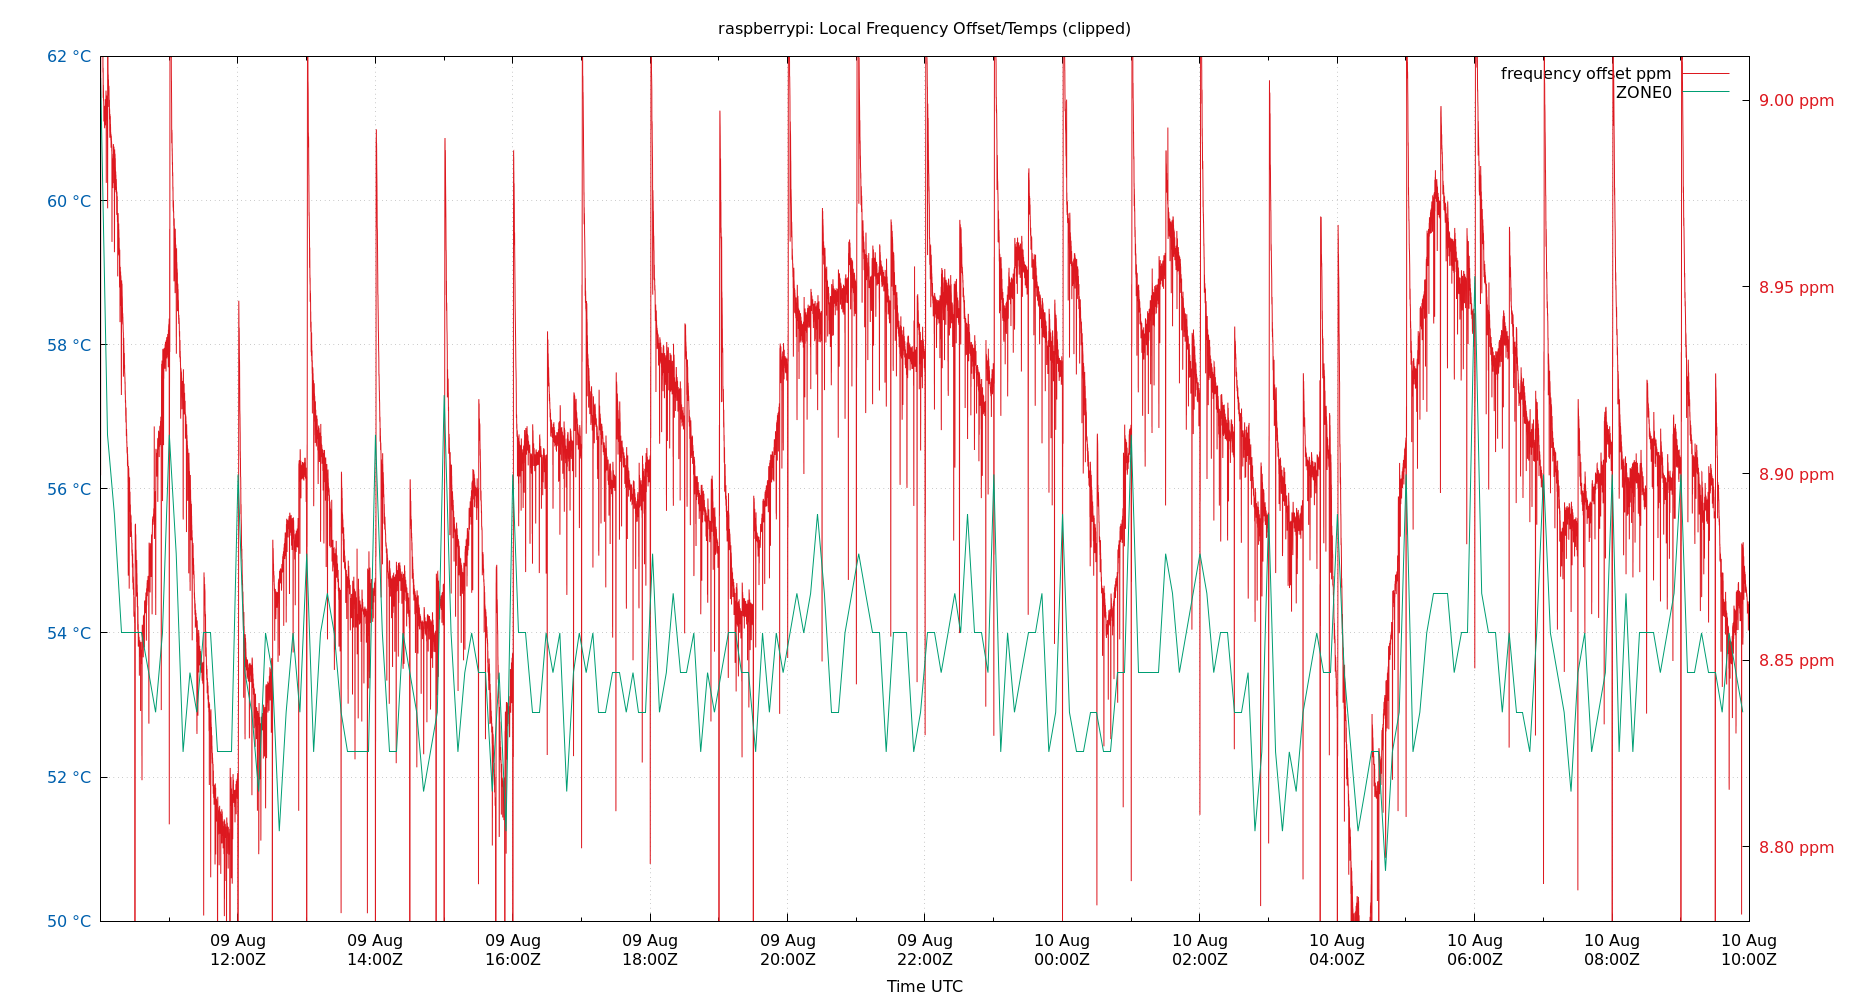 raspberrypi: Local Frequency Offset/Temps (clipped)
62 °C
60 °C
58 °C
56 °C
54 °C
52 °C
50 °C
frequency offset ppm
ZONE0
9.00 ppm
8.95 ppm
8.90 ppm
8.85 ppm
8.80 ppm
09 Aug
12:00Z
09 Aug
14:00Z
09 Aug
16:00Z
09 Aug
18:00Z
09 Aug
20:00Z
09 Aug
22:00Z
10 Aug
00:00Z
10 Aug
02:00Z
10 Aug
04:00Z
10 Aug
06:00Z
10 Aug
08:00Z
10 Aug
10:00Z
Time UTC